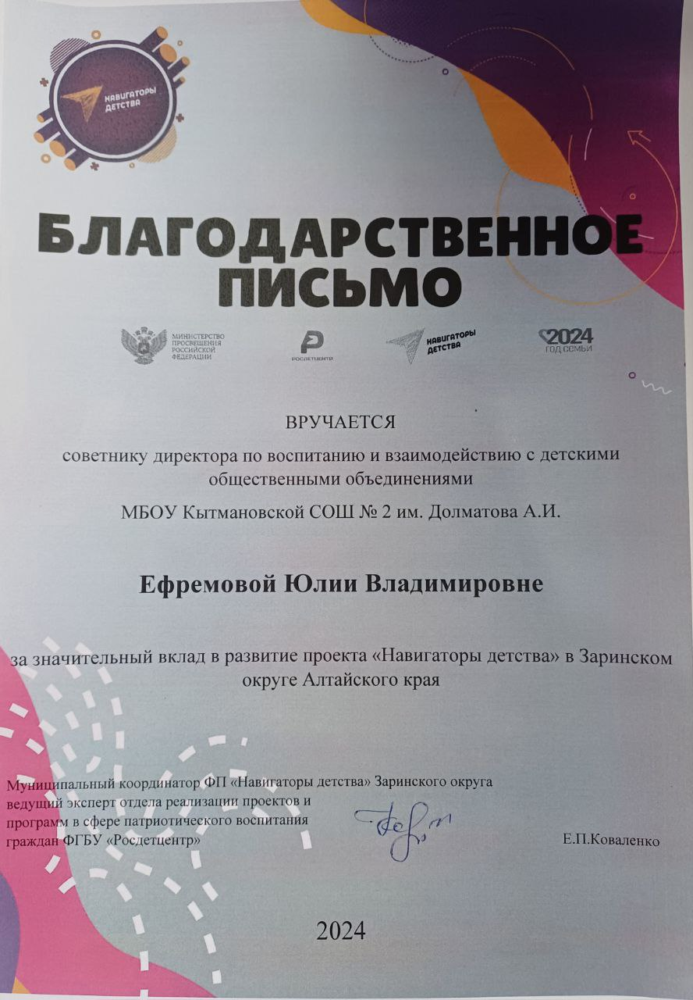 НАВИГАТОРЫ
ДЕТСТВА
БЛАГОДАРСТВЕННОЕ
ПИСЬМО
МИНИСТЕРСТВО
ПРОСВЕЩЕНИЯ
РОССИЙСКОЙ
ФЕДЕРАЦИИ
РОСДЕТЦЕНТР
НАВИГАТОРЫ
ДЕТСТВА
2024
ГОД СЕМЬИ
ВРУЧАЕТСЯ
советнику директора по воспитанию и взаимодействию с детскими
общественными объединениями
МБОУ Кытмановской СОШ № 2 им. Долматова А.И.
Ефремовой Юлии Владимировне
за значительный вклад в развитие проекта «Навигаторы детства» в Заринском
округе Алтайского края
Муниципальный координатор ФП «Навигаторы детства» Заринского округа
ведущий эксперт отдела реализации проектов и
программ в сфере патриотического воспитания
граждан ФГБУ «Росдетцентр»
Е.П.Коваленко
2024